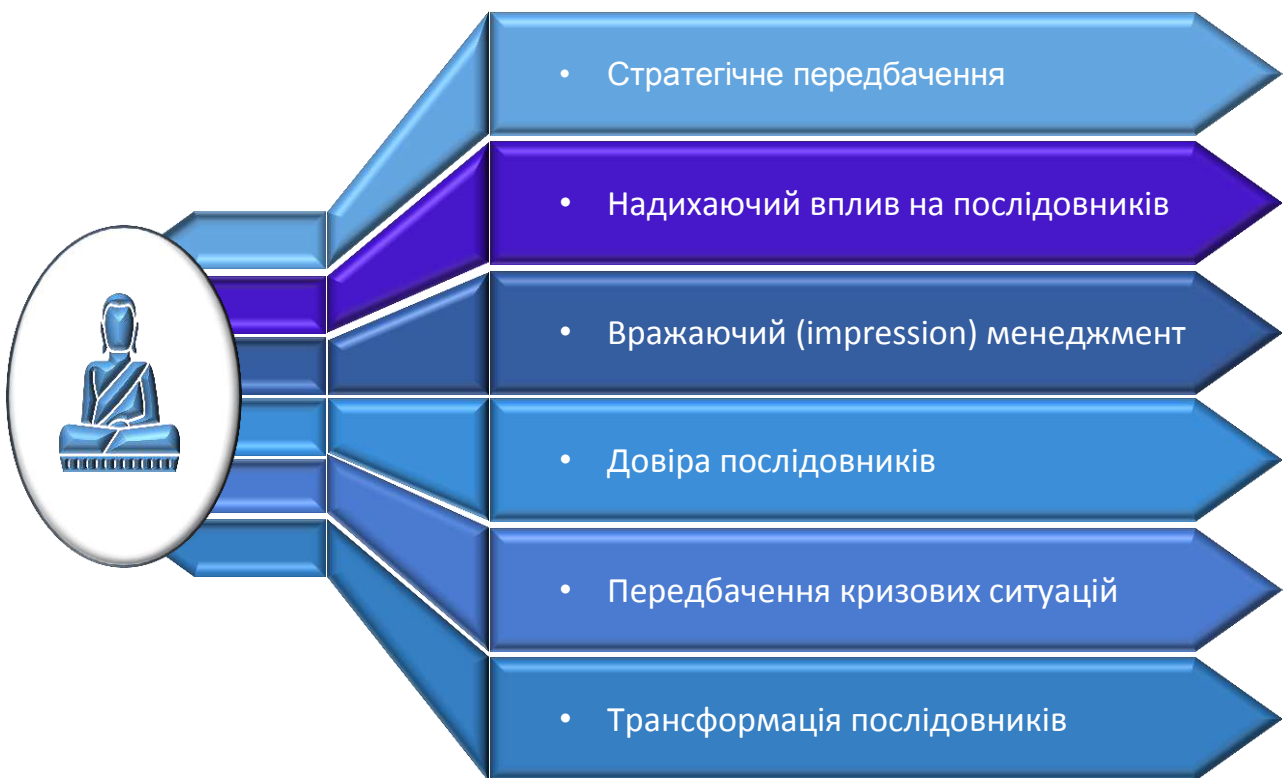 • Стратегічне передбачення
• Надихаючий вплив на послідовників
• Вражаючий (impression) менеджмент
• Довіра послідовників
• Передбачення кризових ситуацій
• Трансформація послідовників